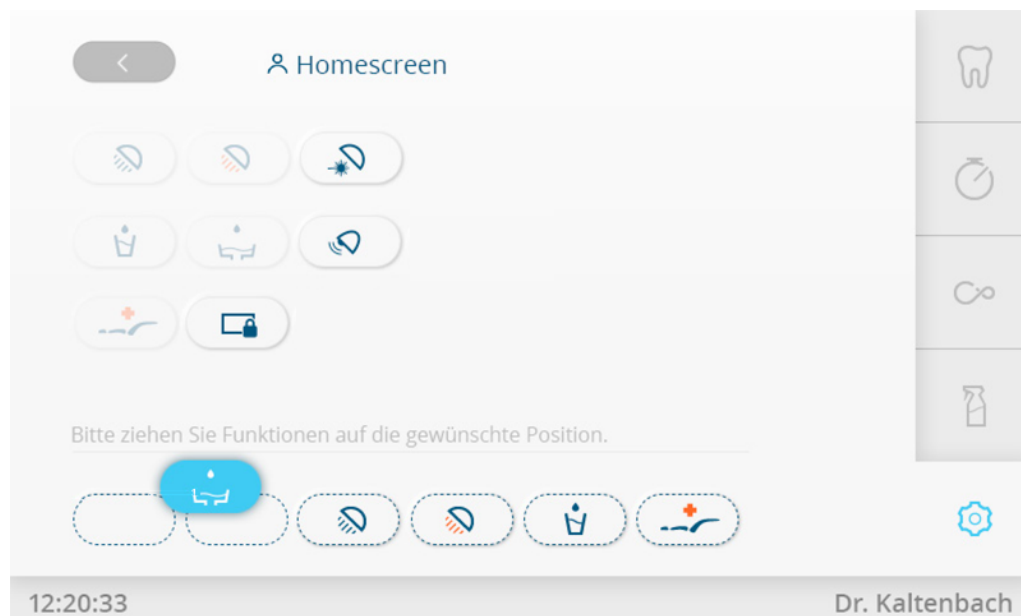 Homescreen
Bitte ziehen Sie Funktionen auf die gewünschte Position.
12:20:33
Dr. Kaltenbach